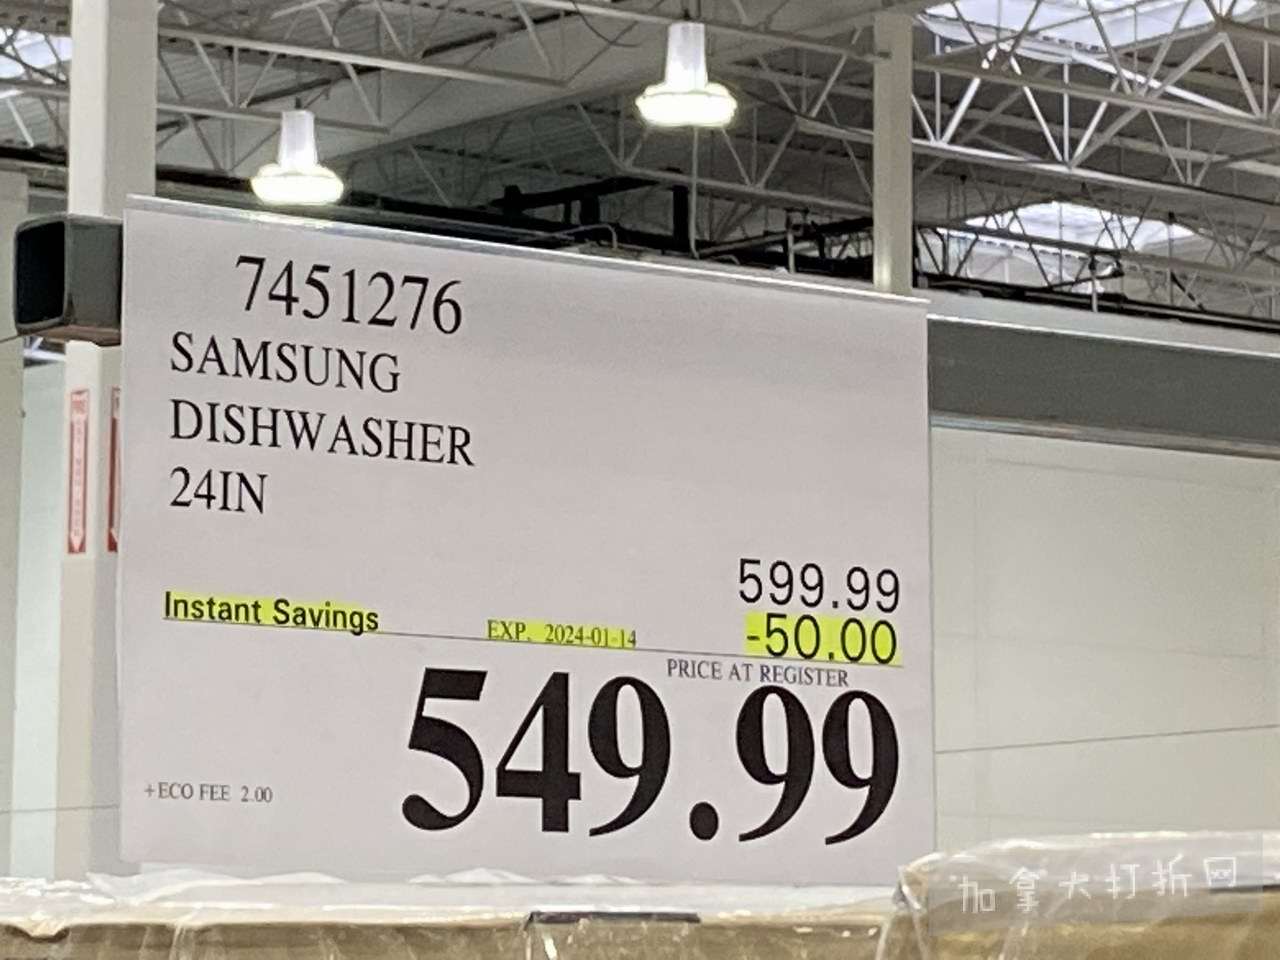 7451276
SAMSUNG
DISHWASHER
24IN
599.99
Instant Savings EXP. 2024-01-14 -50.00
PRICE AT REGISTER
549.99
+ECO FEE 2.00
加拿大打折网